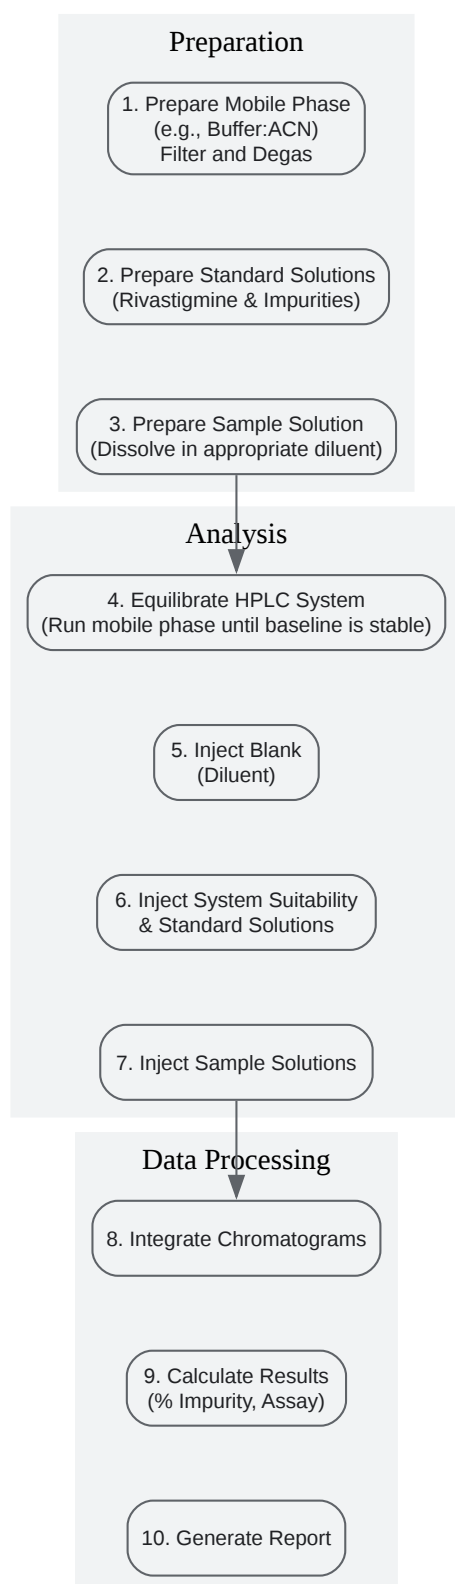 Preparation
1. Prepare Mobile Phase
(e.g., Buffer:ACN)
Filter and Degas
2. Prepare Standard Solutions
(Rivastigmine & Impurities)
3. Prepare Sample Solution
(Dissolve in appropriate diluent)
Analysis
4. Equilibrate HPLC System
(Run mobile phase until baseline is stable)
5. Inject Blank
(Diluent)
6. Inject System Suitability
& Standard Solutions
7. Inject Sample Solutions
Data Processing
8. Integrate Chromatograms
9. Calculate Results
(% Impurity, Assay)
10. Generate Report